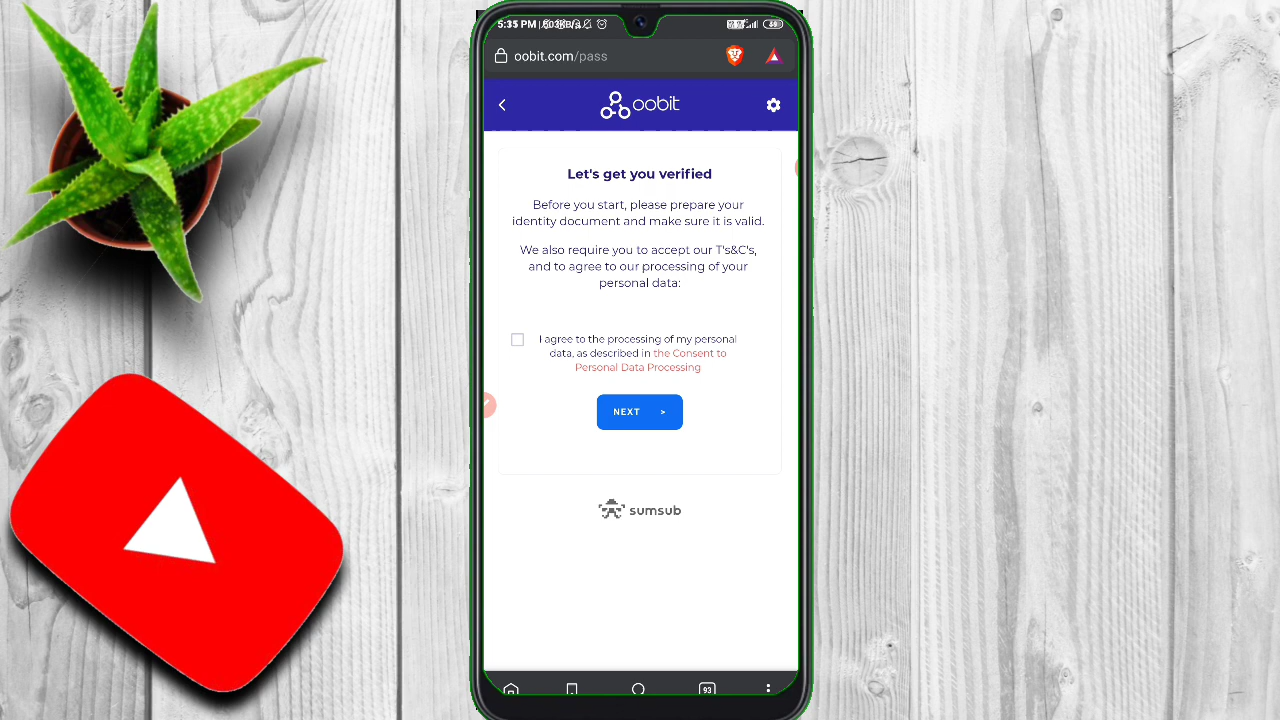 5:35 PM
oobit.com/pass
oobit
Let's get you verified
Before you start, please prepare your
identity document and make sure it is valid.
We also require you to accept our T's&C's,
and to agree to our processing of your
personal data:
I agree to the processing of my personal
data, as described in the Consent to
Personal Data Processing
NEXT >
sumsub
93